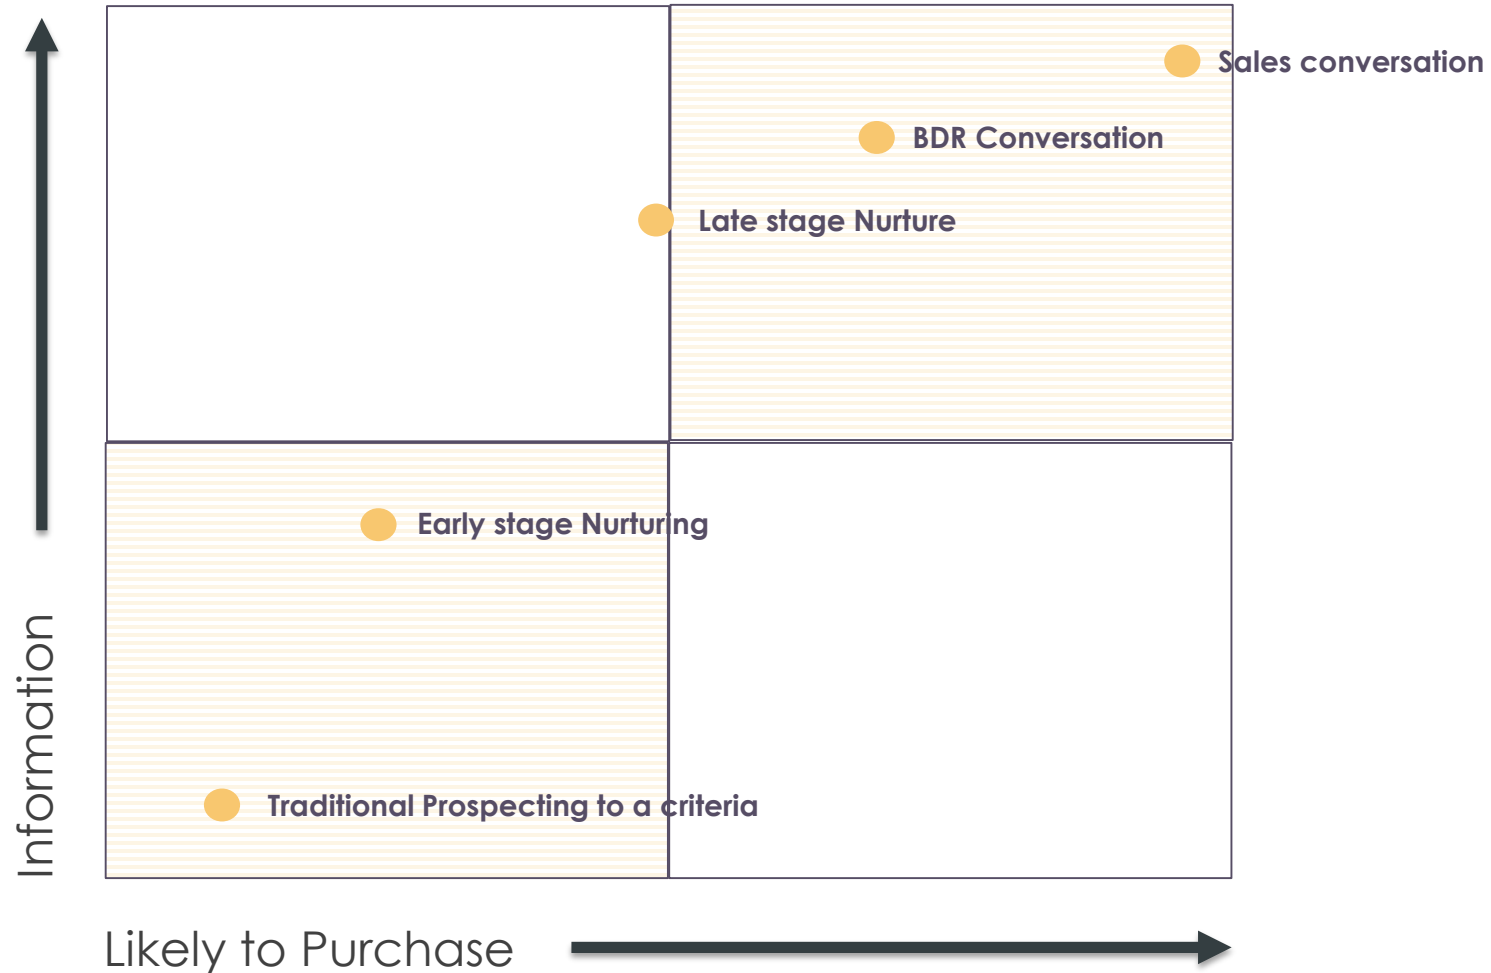 Sales conversation
BDR Conversation
Late stage Nurture
Early stage Nurturing
Traditional Prospecting to a criteria
Information
Likely to Purchase